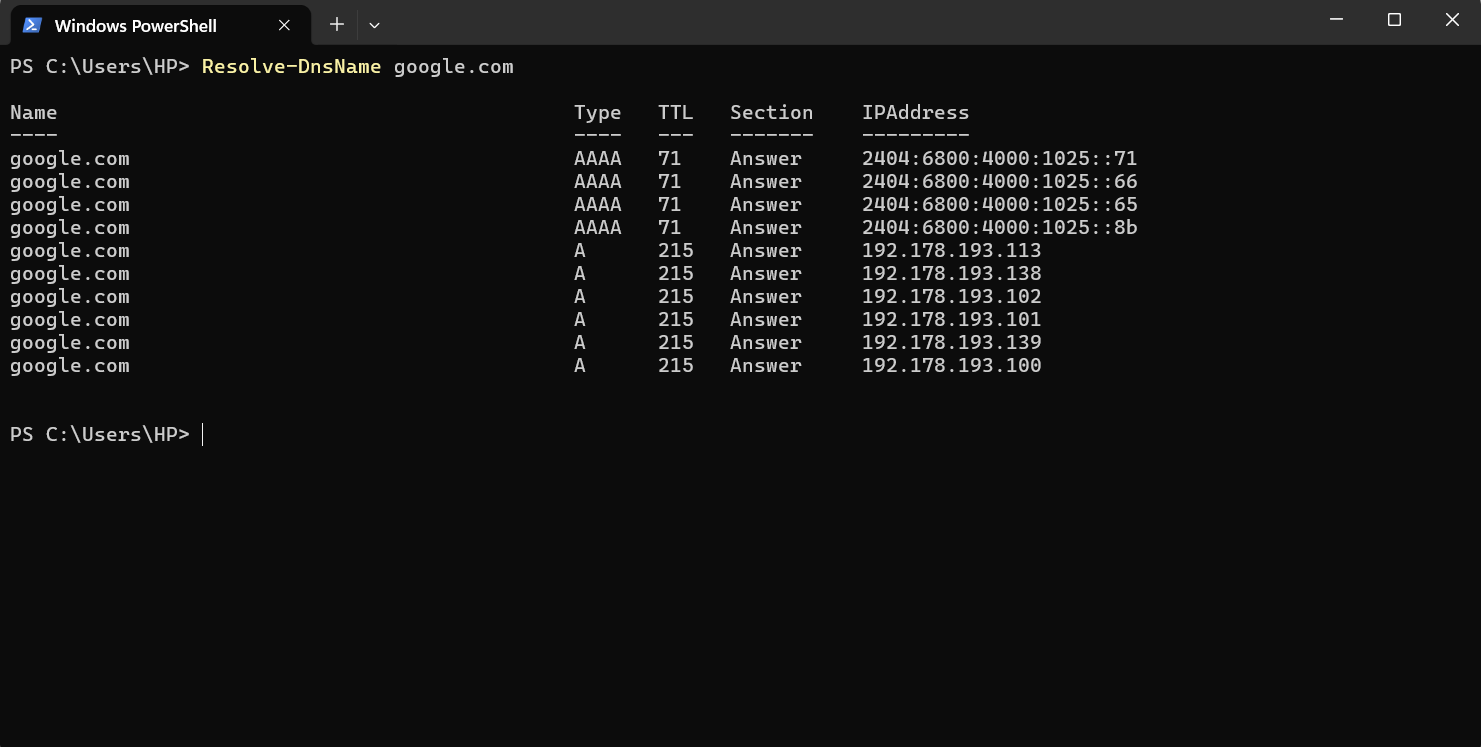 Windows PowerShell
PS C:\Users\HP> Resolve-DnsName google.com
Name Type TTL Section IPAddress
---- ---- --- ------- ---------
google.com AAAA 71 Answer 2404:6800:4000:1025::71
google.com AAAA 71 Answer 2404:6800:4000:1025::66
google.com AAAA 71 Answer 2404:6800:4000:1025::65
google.com AAAA 71 Answer 2404:6800:4000:1025::8b
google.com A 215 Answer 192.178.193.113
google.com A 215 Answer 192.178.193.138
google.com A 215 Answer 192.178.193.102
google.com A 215 Answer 192.178.193.101
google.com A 215 Answer 192.178.193.139
google.com A 215 Answer 192.178.193.100
PS C:\Users\HP>